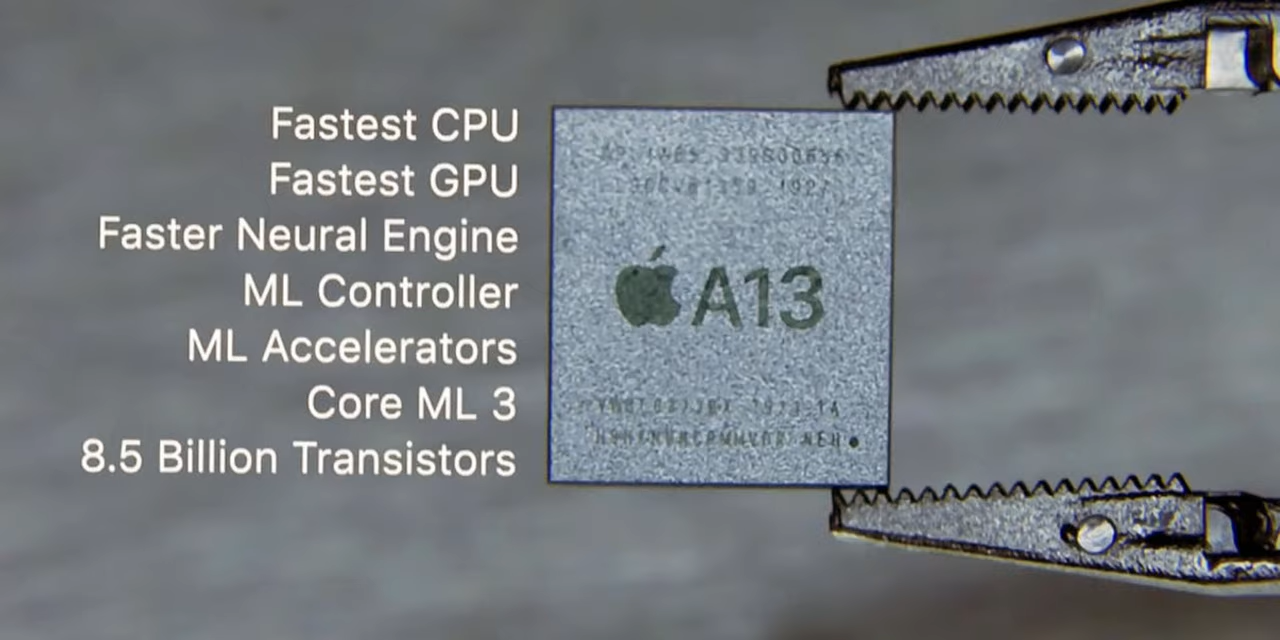 Fastest CPU
Fastest GPU
Faster Neural Engine
ML Controller
ML Accelerators
Core ML 3
8.5 Billion Transistors
A13